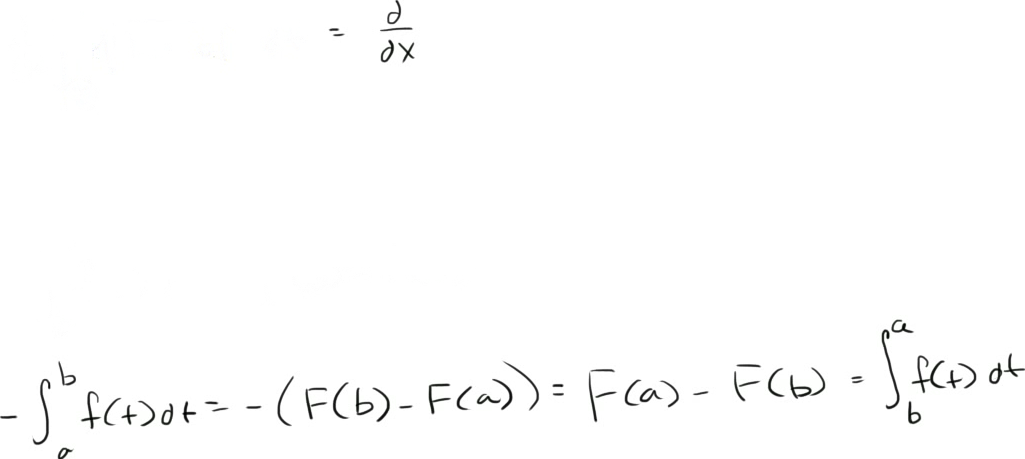 = ∂/∂x
-∫_a^b f(t)dt = -(F(b) - F(a)) = F(a) - F(b) = ∫_b^a f(t) dt